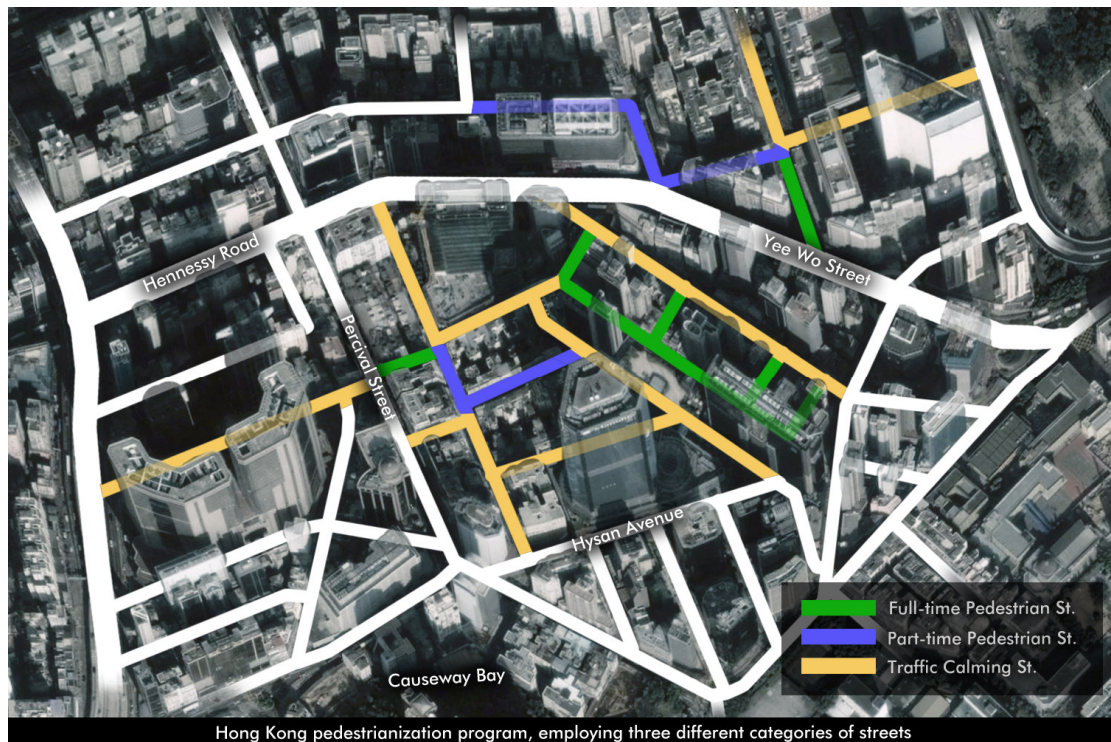 Hennessy Road
Yee Wo Street
Percival Street
Hysan Avenue
Full-time Pedestrian St.
Part-time Pedestrian St.
Traffic Calming St.
Causeway Bay
Hong Kong pedestrianization program, employing three different categories of streets